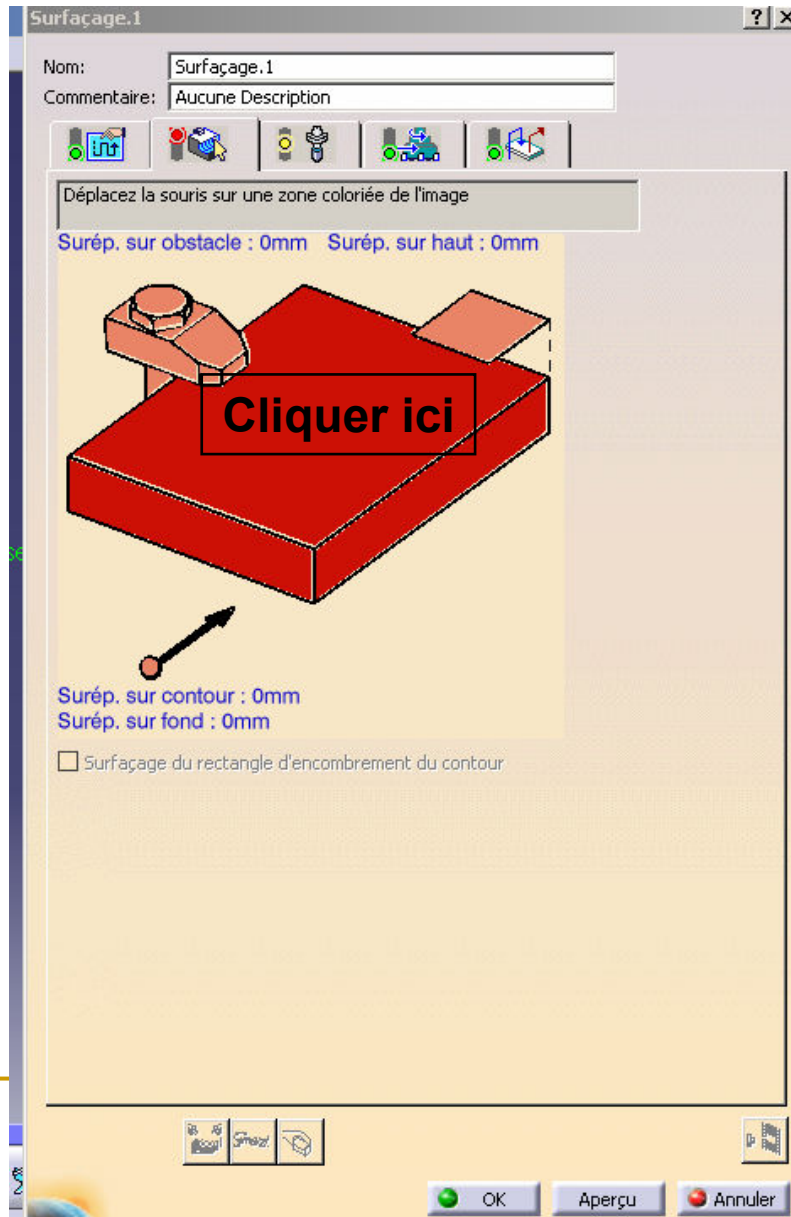 Surfaçage.1
Nom: Surfaçage.1
Commentaire: Aucune Description
Déplacez la souris sur une zone coloriée de l'image
Surép. sur obstacle : 0mm Surép. sur haut : 0mm
Cliquer ici
Surép. sur contour : 0mm
Surép. sur fond : 0mm
Surfaçage du rectangle d'encombrement du contour
OK Aperçu Annuler